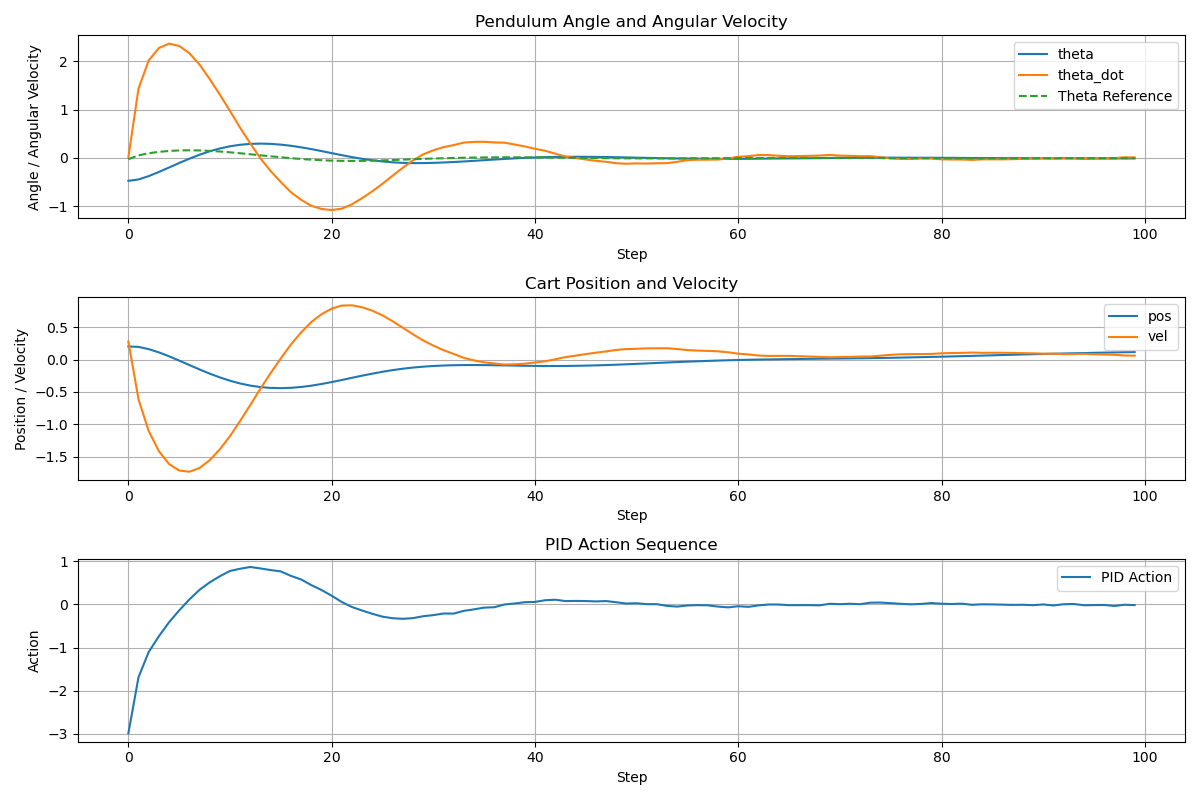 Pendulum Angle and Angular Velocity
Angle / Angular Velocity
2
1
0
−1
theta
theta_dot
Theta Reference
0 20 40 60 80 100
Step
Cart Position and Velocity
Position / Velocity
0.5
0.0
−0.5
−1.0
−1.5
pos
vel
0 20 40 60 80 100
Step
PID Action Sequence
Action
1
0
−1
−2
−3
PID Action
0 20 40 60 80 100
Step